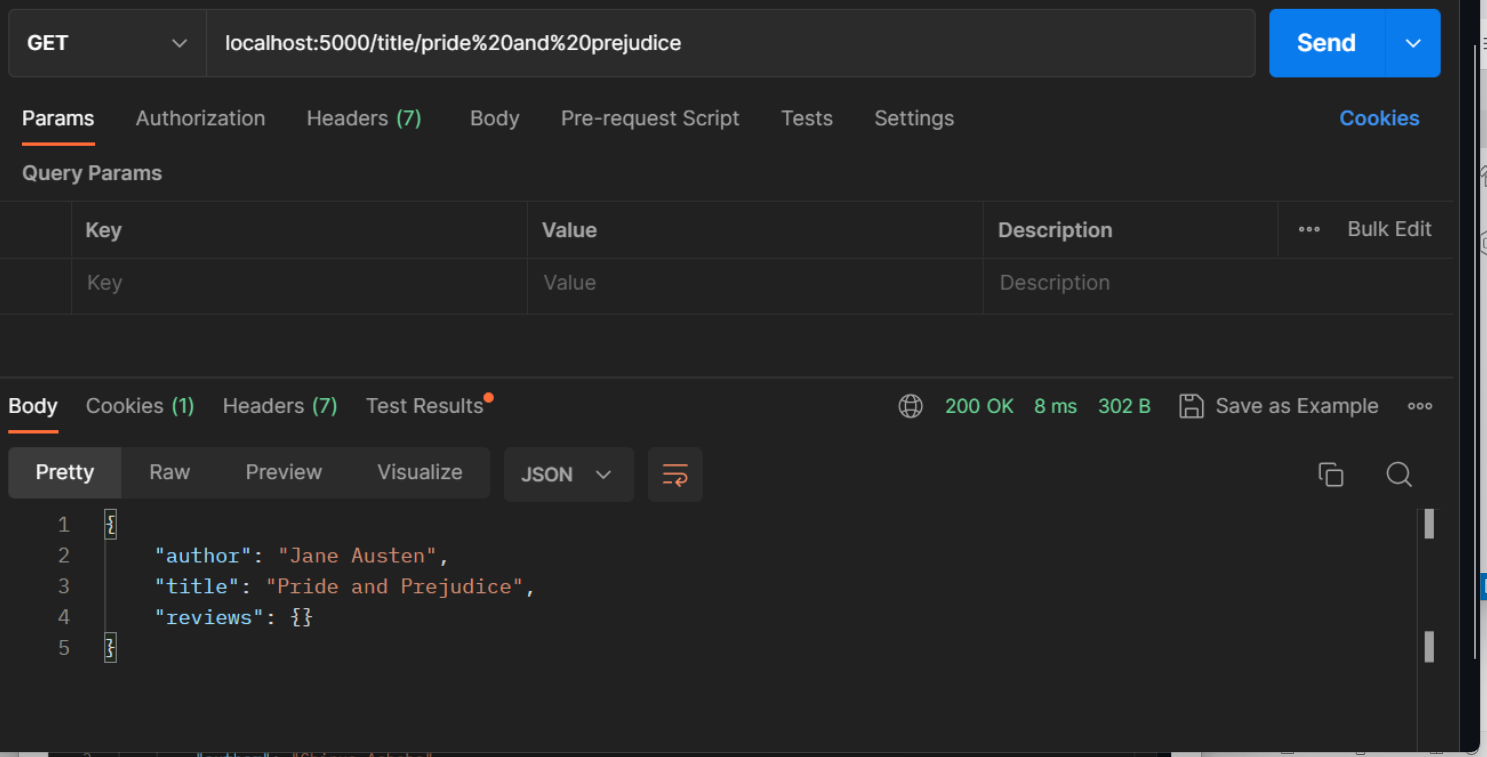 GET localhost:5000/title/pride%20and%20prejudice Send
Params Authorization Headers (7) Body Pre-request Script Tests Settings Cookies
Query Params
Key Value Description ooo Bulk Edit
Key Value Description
Body Cookies (1) Headers (7) Test Results 200 OK 8 ms 302 B Save as Example ooo
Pretty Raw Preview Visualize JSON
1 {
2 "author": "Jane Austen",
3 "title": "Pride and Prejudice",
4 "reviews": {}
5 }